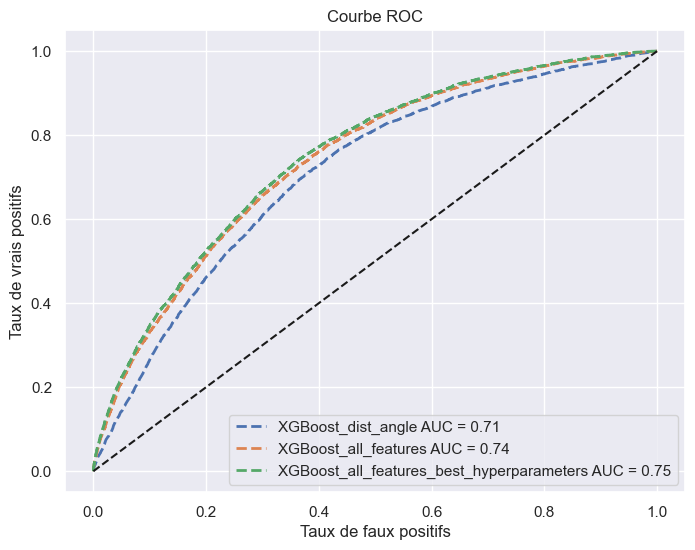 Courbe ROC
Taux de vrais positifs
1.0
0.8
0.6
0.4
0.2
0.0
XGBoost_dist_angle AUC = 0.71
XGBoost_all_features AUC = 0.74
XGBoost_all_features_best_hyperparameters AUC = 0.75
0.0 0.2 0.4 0.6 0.8 1.0
Taux de faux positifs